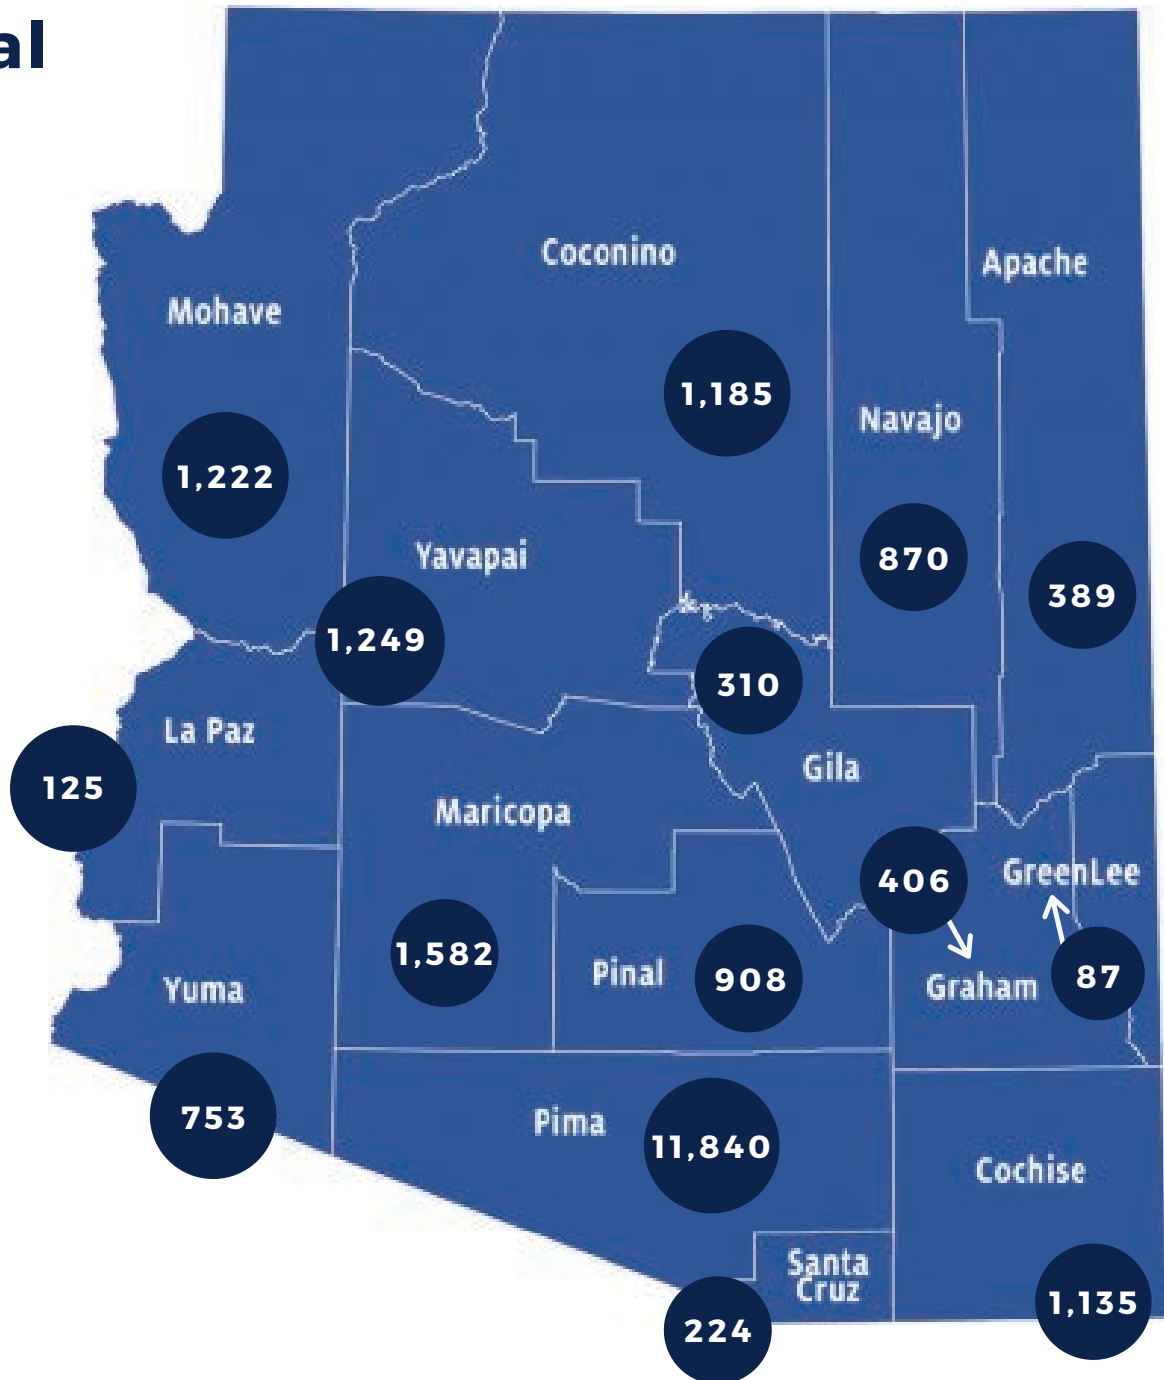 al
Coconino
Apache
Mohave
1,185
Navajo
1,222
Yavapai
870
389
1,249
310
La Paz
Gila
125
Maricopa
406
GreenLee
1,582
Pinal
908
Graham
87
Yuma
753
Pima
11,840
Cochise
Santa
Cruz
1,135
224